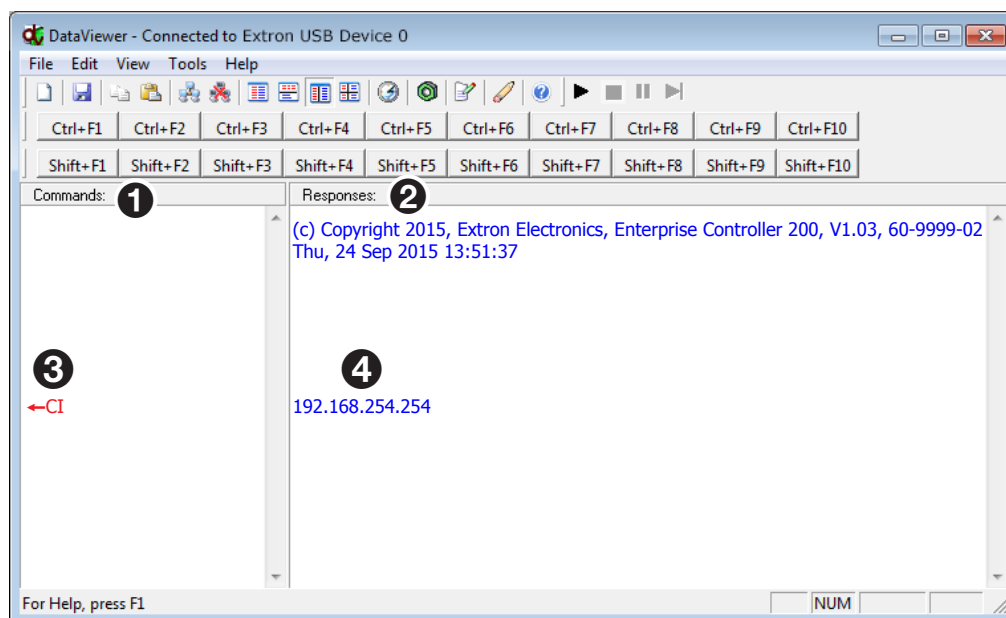 DataViewer - Connected to Extron USB Device 0
File Edit View Tools Help
Ctrl+F1 Ctrl+F2 Ctrl+F3 Ctrl+F4 Ctrl+F5 Ctrl+F6 Ctrl+F7 Ctrl+F8 Ctrl+F9 Ctrl+F10
Shift+F1 Shift+F2 Shift+F3 Shift+F4 Shift+F5 Shift+F6 Shift+F7 Shift+F8 Shift+F9 Shift+F10
Commands: 1 Responses: 2
(c) Copyright 2015, Extron Electronics, Enterprise Controller 200, V1.03, 60-9999-02
Thu, 24 Sep 2015 13:51:37
3 4
←CI 192.168.254.254
For Help, press F1 NUM